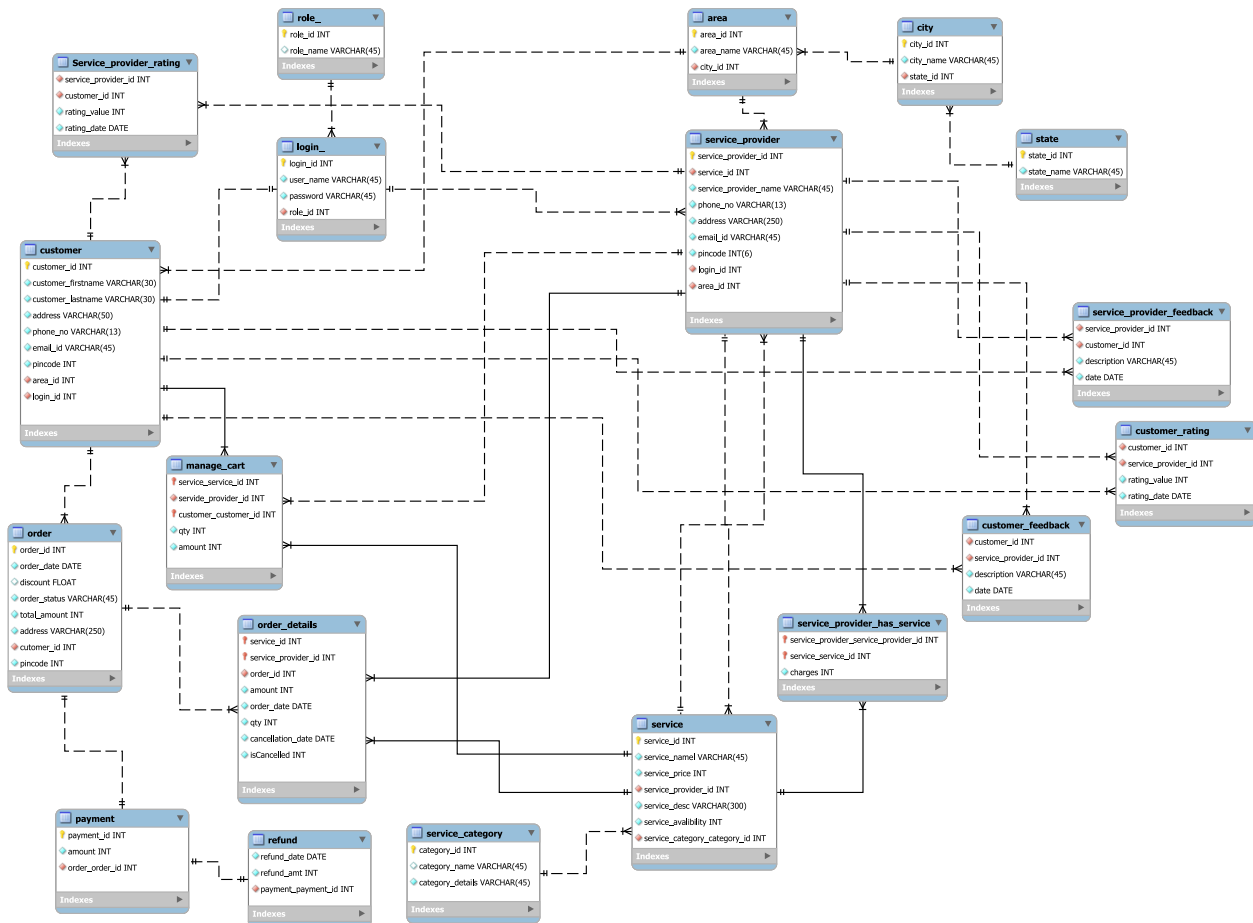 role_
role_id INT
role_name VARCHAR(45)
Indexes
area
area_id INT
area_name VARCHAR(45)
city_id INT
Indexes
city
city_id INT
city_name VARCHAR(45)
state_id INT
Indexes
Service_provider_rating
service_provider_id INT
customer_id INT
rating_value INT
rating_date DATE
Indexes
login_
login_id INT
user_name VARCHAR(45)
password VARCHAR(45)
role_id INT
Indexes
service_provider
service_provider_id INT
service_id INT
service_provider_name VARCHAR(45)
phone_no VARCHAR(13)
address VARCHAR(250)
email_id VARCHAR(45)
pincode INT(6)
login_id INT
area_id INT
Indexes
state
state_id INT
state_name VARCHAR(45)
Indexes
customer
customer_id INT
customer_firstname VARCHAR(30)
customer_lastname VARCHAR(30)
address VARCHAR(50)
phone_no VARCHAR(13)
email_id VARCHAR(45)
pincode INT
area_id INT
login_id INT
Indexes
service_provider_feedback
service_provider_id INT
customer_id INT
description VARCHAR(45)
date DATE
Indexes
customer_rating
customer_id INT
service_provider_id INT
rating_value INT
rating_date DATE
Indexes
manage_cart
service_service_id INT
servide_provider_id INT
customer_customer_id INT
qty INT
amount INT
Indexes
customer_feedback
customer_id INT
service_provider_id INT
description VARCHAR(45)
date DATE
Indexes
order
order_id INT
order_date DATE
discount FLOAT
order_status VARCHAR(45)
total_amount INT
address VARCHAR(250)
cutomer_id INT
pincode INT
Indexes
order_details
service_id INT
service_provider_id INT
order_id INT
amount INT
order_date DATE
qty INT
cancellation_date DATE
isCancelled INT
Indexes
service_provider_has_service
service_provider_service_provider_id INT
service_service_id INT
charges INT
Indexes
service
service_id INT
service_namel VARCHAR(45)
service_price INT
service_provider_id INT
service_desc VARCHAR(300)
service_avalibility INT
service_category_category_id INT
Indexes
payment
payment_id INT
amount INT
order_order_id INT
Indexes
refund
refund_date DATE
refund_amt INT
payment_payment_id INT
Indexes
service_category
category_id INT
category_name VARCHAR(45)
category_details VARCHAR(45)
Indexes